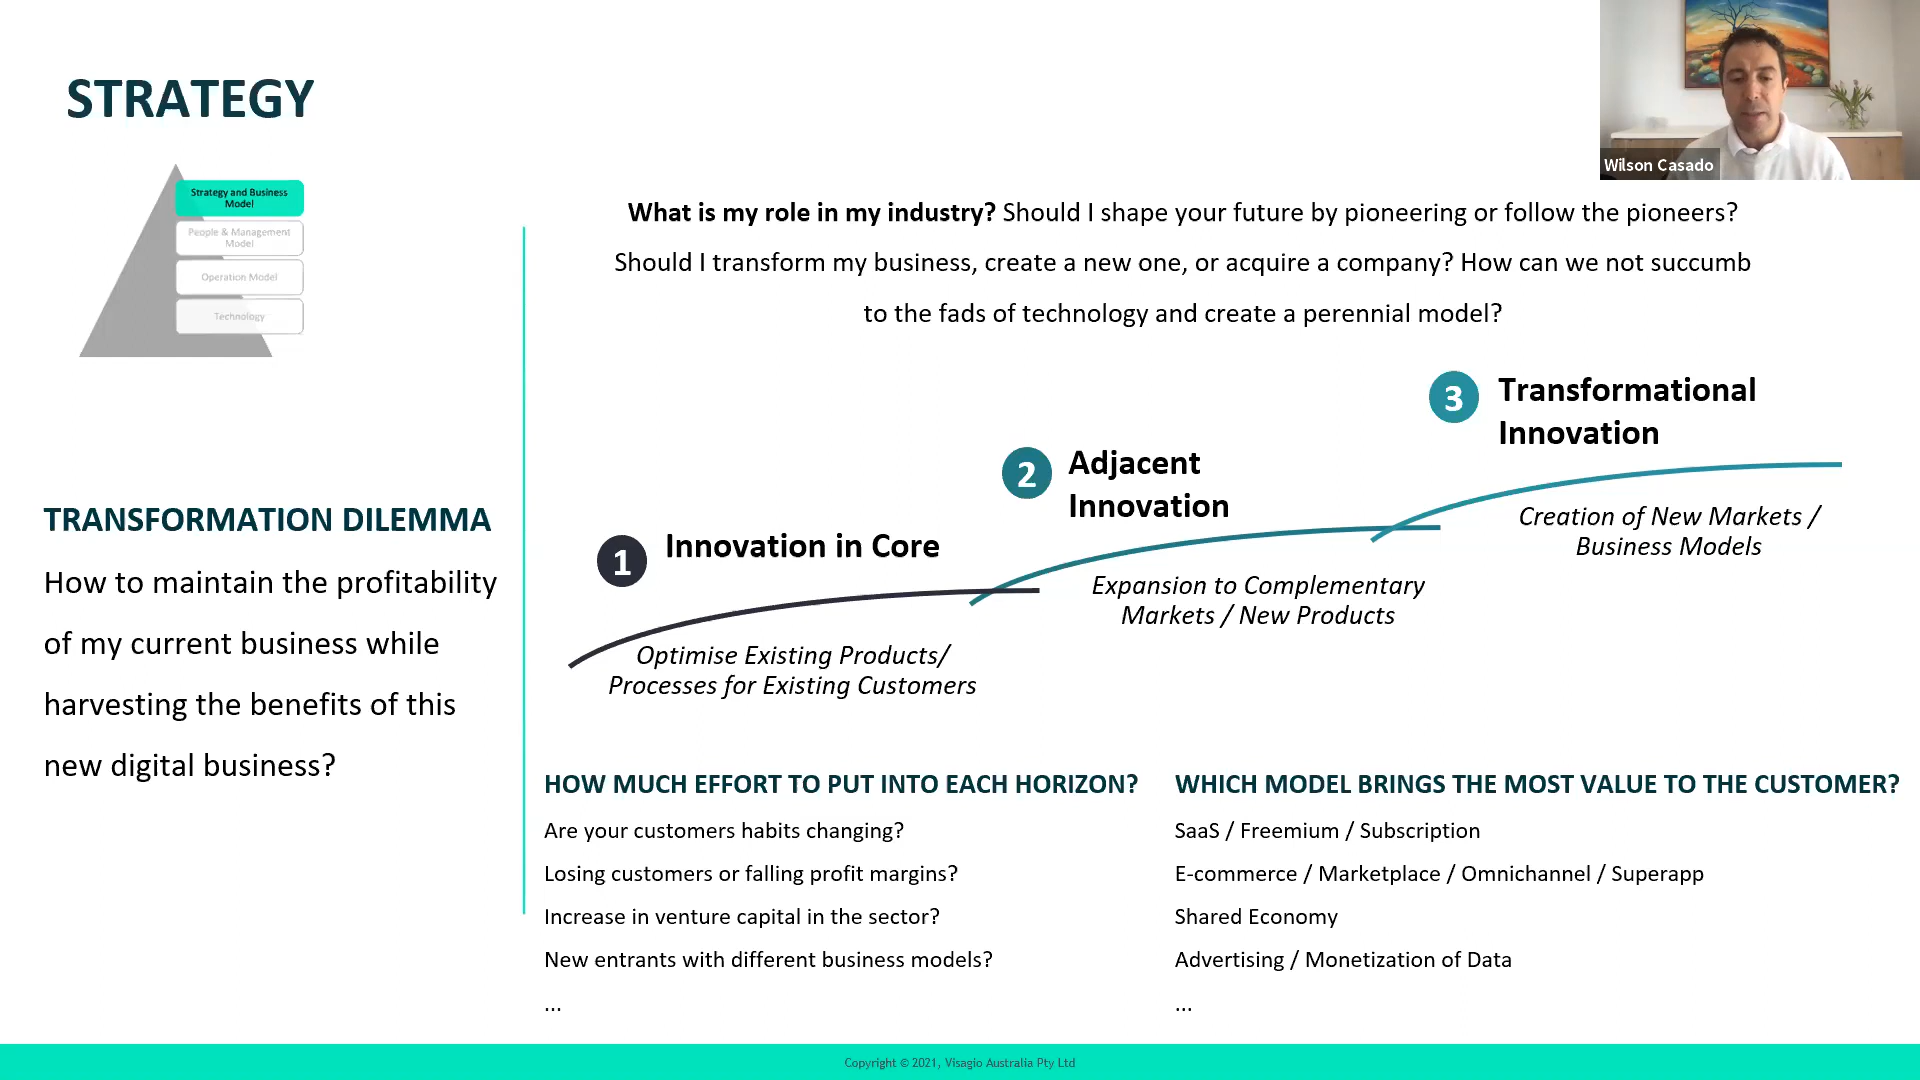 STRATEGY
Wilson Casado
Strategy and Business
Model
People & Management
Model
Operation Model
Technology
What is my role in my industry? Should I shape your future by pioneering or follow the pioneers?
Should I transform my business, create a new one, or acquire a company? How can we not succumb
to the fads of technology and create a perennial model?
TRANSFORMATION DILEMMA
How to maintain the profitability
of my current business while
harvesting the benefits of this
new digital business?
1
Innovation in Core
Optimise Existing Products/
Processes for Existing Customers
2
Adjacent
Innovation
Expansion to Complementary
Markets / New Products
3
Transformational
Innovation
Creation of New Markets /
Business Models
HOW MUCH EFFORT TO PUT INTO EACH HORIZON?
Are your customers habits changing?
Losing customers or falling profit margins?
Increase in venture capital in the sector?
New entrants with different business models?
...
WHICH MODEL BRINGS THE MOST VALUE TO THE CUSTOMER?
SaaS / Freemium / Subscription
E-commerce / Marketplace / Omnichannel / Superapp
Shared Economy
Advertising / Monetization of Data
...
Copyright © 2021, Visagio Australia Pty Ltd